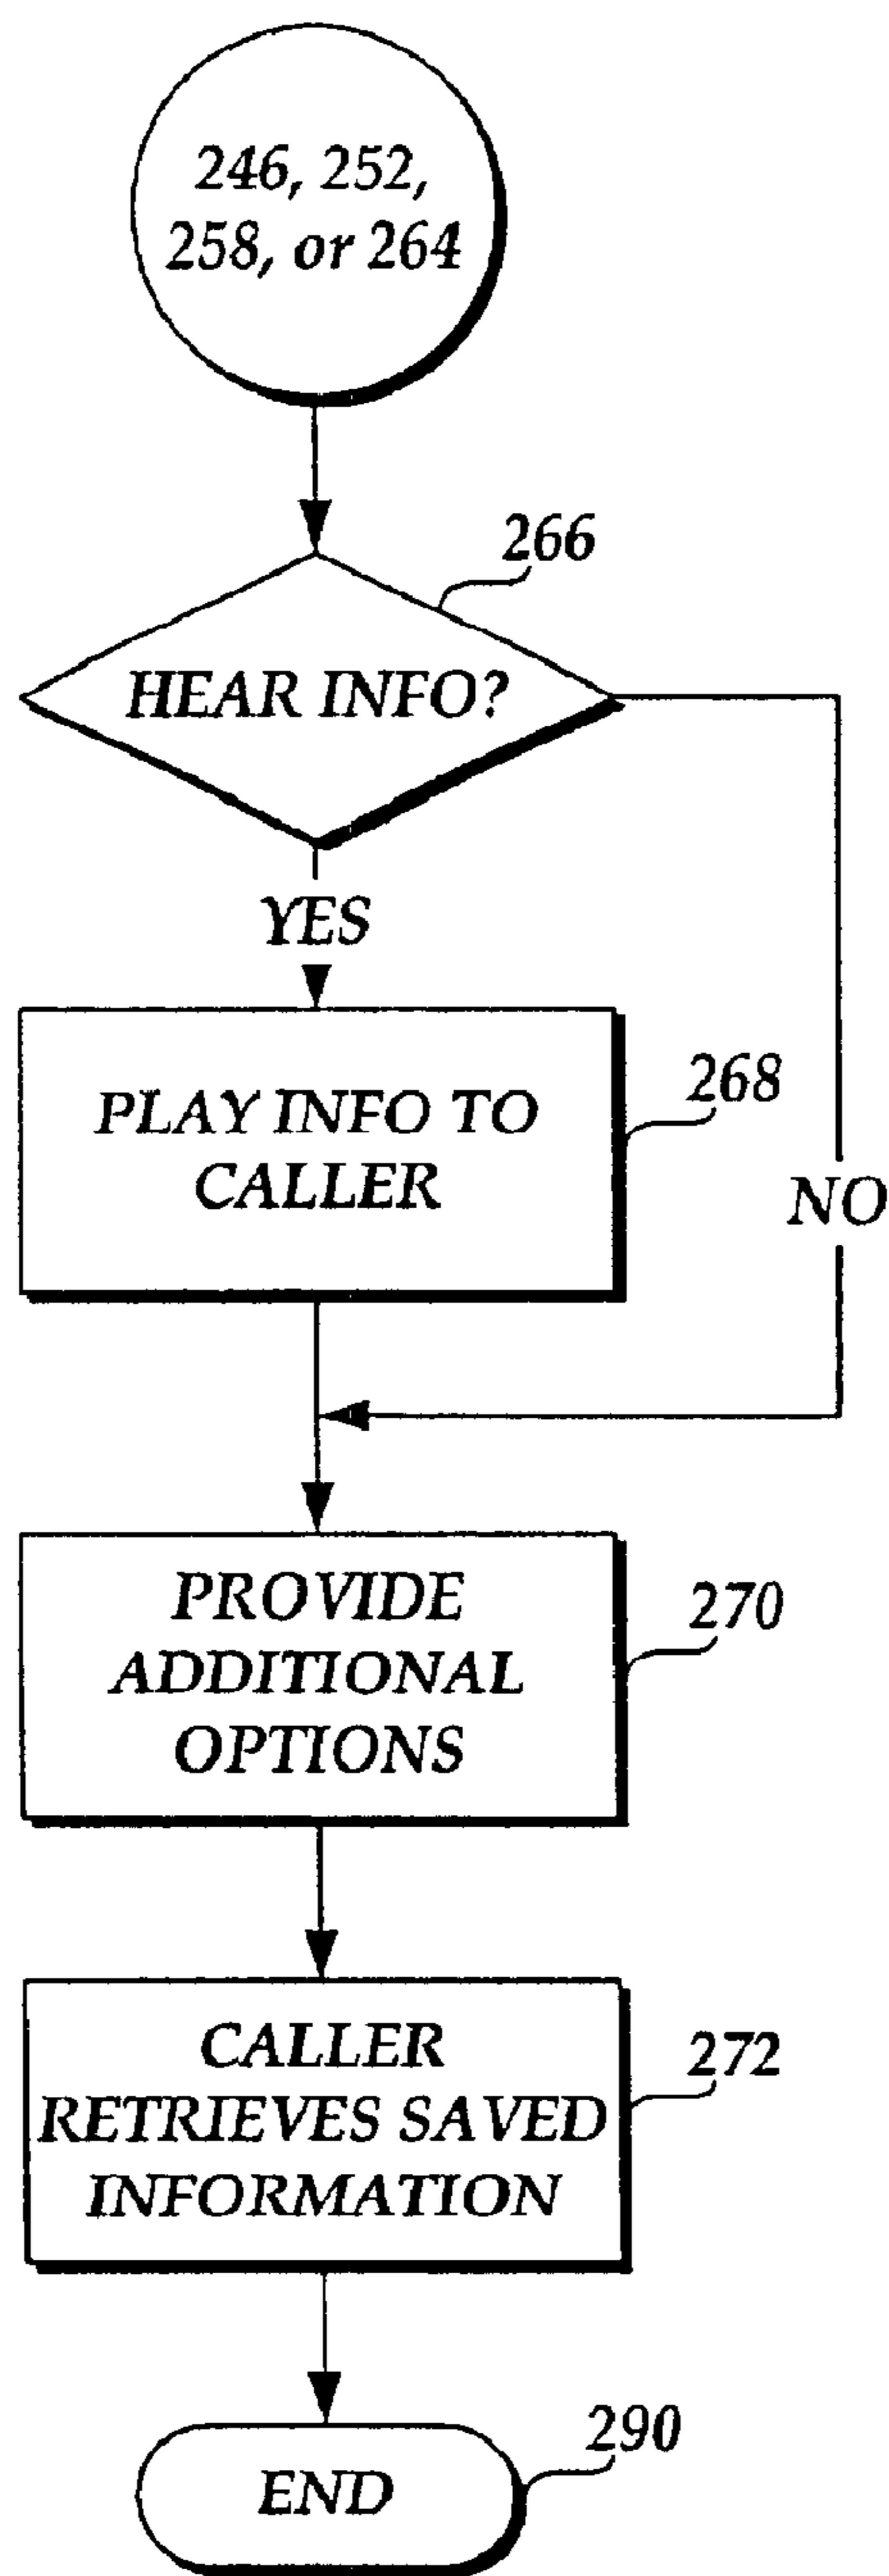 246, 252,
258, or 264
266
HEAR INFO?
YES
268
PLAY INFO TO
CALLER
NO
270
PROVIDE
ADDITIONAL
OPTIONS
272
CALLER
RETRIEVES SAVED
INFORMATION
290
END